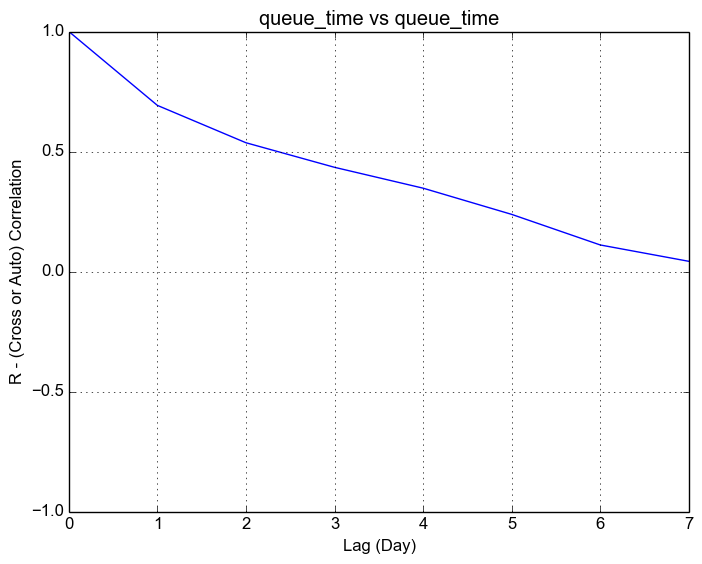 queue_time vs queue_time
1.0
0.5
0.0
−0.5
−1.0
R - (Cross or Auto) Correlation
0 1 2 3 4 5 6 7
Lag (Day)